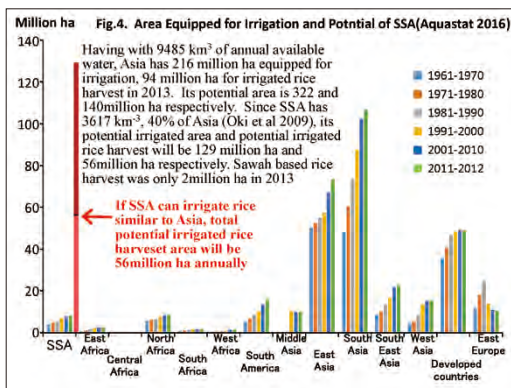 Million ha
Fig.4. Area Equipped for Irrigation and Potntial of SSA(Aquastat 2016)
140
120
100
80
60
40
20
0
Having with 9485 km³ of annual available
water, Asia has 216 million ha equipped for
irrigation, 94 million ha for irrigated rice
harvest in 2013. Its potential area is 322 and
140million ha respectively. Since SSA has
3617 km⁻³, 40% of Asia (Oki et al 2009), its
potential irrigated area and potential irrigated
rice harvest will be 129 million ha and
56million ha respectively. Sawah based rice
harvest was only 2million ha in 2013
If SSA can irrigate rice
similar to Asia, total
potential irrigated rice
harveset area will be
56million ha annually
1961-1970
1971-1980
1981-1990
1991-2000
2001-2010
2011-2012
SSA
East
Africa
Central
Africa
North
Africa
South
Africa
West
Africa
South
America
Middle
Asia
East
Asia
South
Asia
South
East Asia
West
Asia
Developed
countries
East
Europe